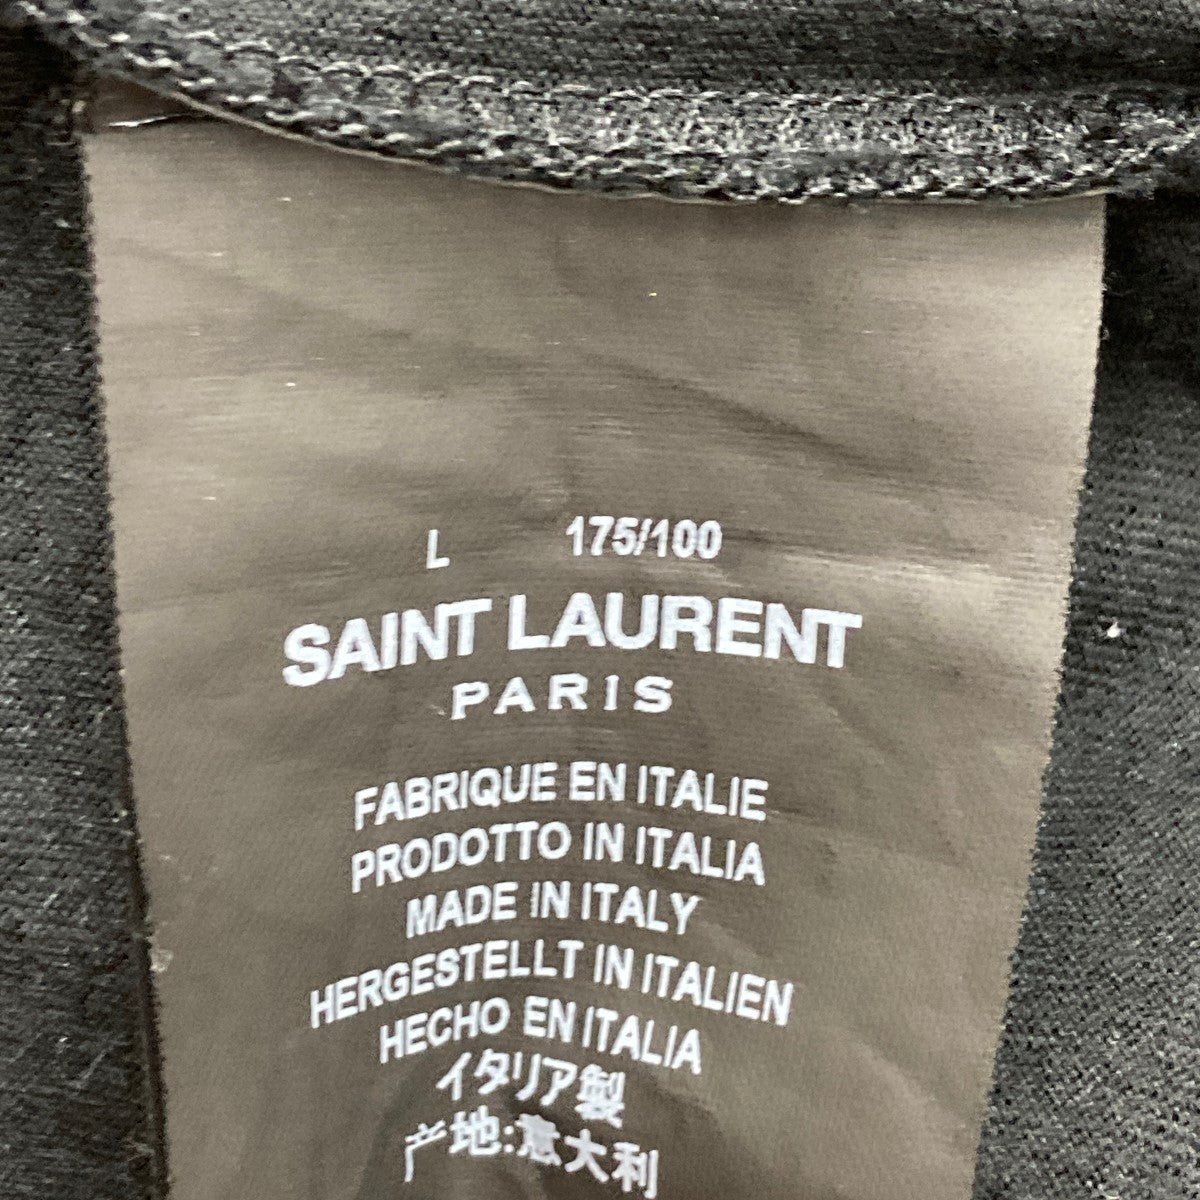 L 175/100
SAINT LAURENT
PARIS
FABRIQUE EN ITALIE
PRODOTTO IN ITALIA
MADE IN ITALY
HERGESTELLT IN ITALIEN
HECHO EN ITALIA
イタリア製
产地:意大利